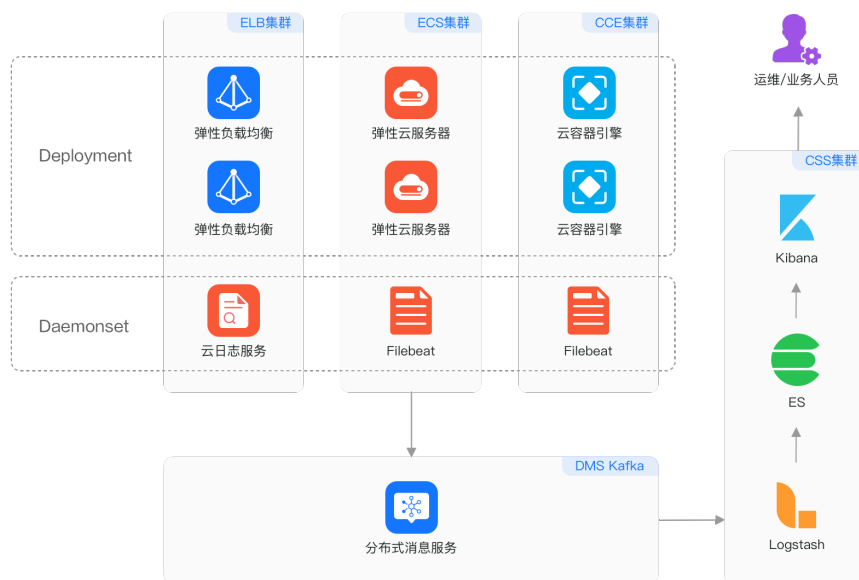 ELB集群
ECS集群
CCE集群
运维/业务人员
Deployment
弹性负载均衡
弹性云服务器
云容器引擎
弹性负载均衡
弹性云服务器
云容器引擎
Daemonset
云日志服务
Filebeat
Filebeat
DMS Kafka
分布式消息服务
CSS集群
Kibana
ES
Logstash